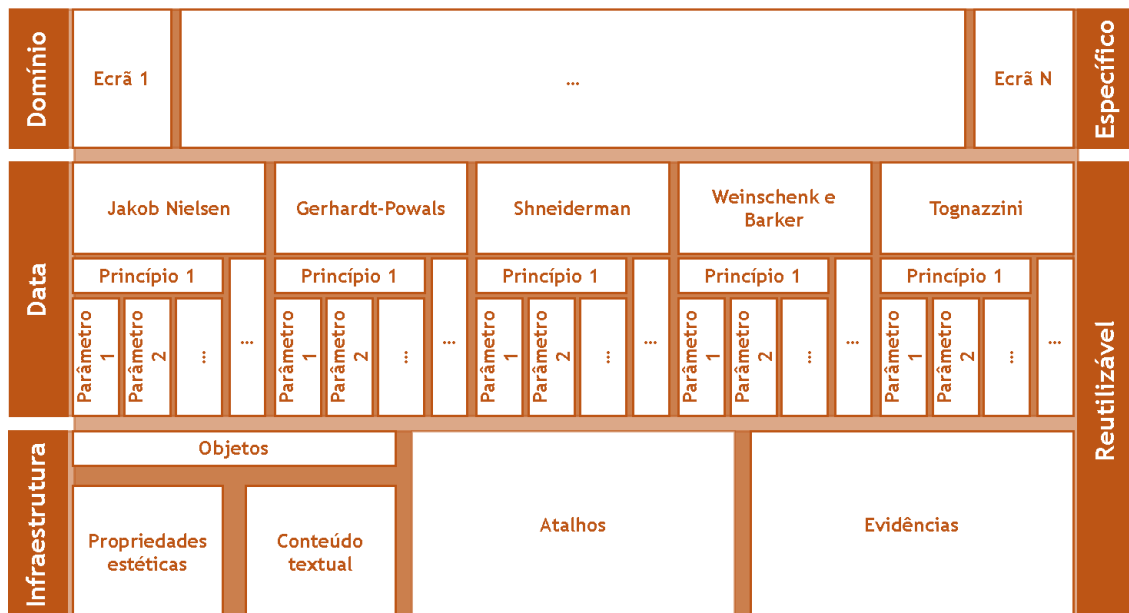 Domínio
Ecrã 1
...
Ecrã N
Específico
Data
Jakob Nielsen
Gerhardt-Powals
Shneiderman
Weinschenk e
Barker
Tognazzini
Reutilizável
Princípio 1
...
Princípio 1
...
Princípio 1
...
Princípio 1
...
Princípio 1
...
Parâmetro
1
Parâmetro
2
...
Parâmetro
1
Parâmetro
2
...
Parâmetro
1
Parâmetro
2
...
Parâmetro
1
Parâmetro
2
...
Parâmetro
1
Parâmetro
2
...
Infraestrutura
Objetos
Propriedades
estéticas
Conteúdo
textual
Atalhos
Evidências